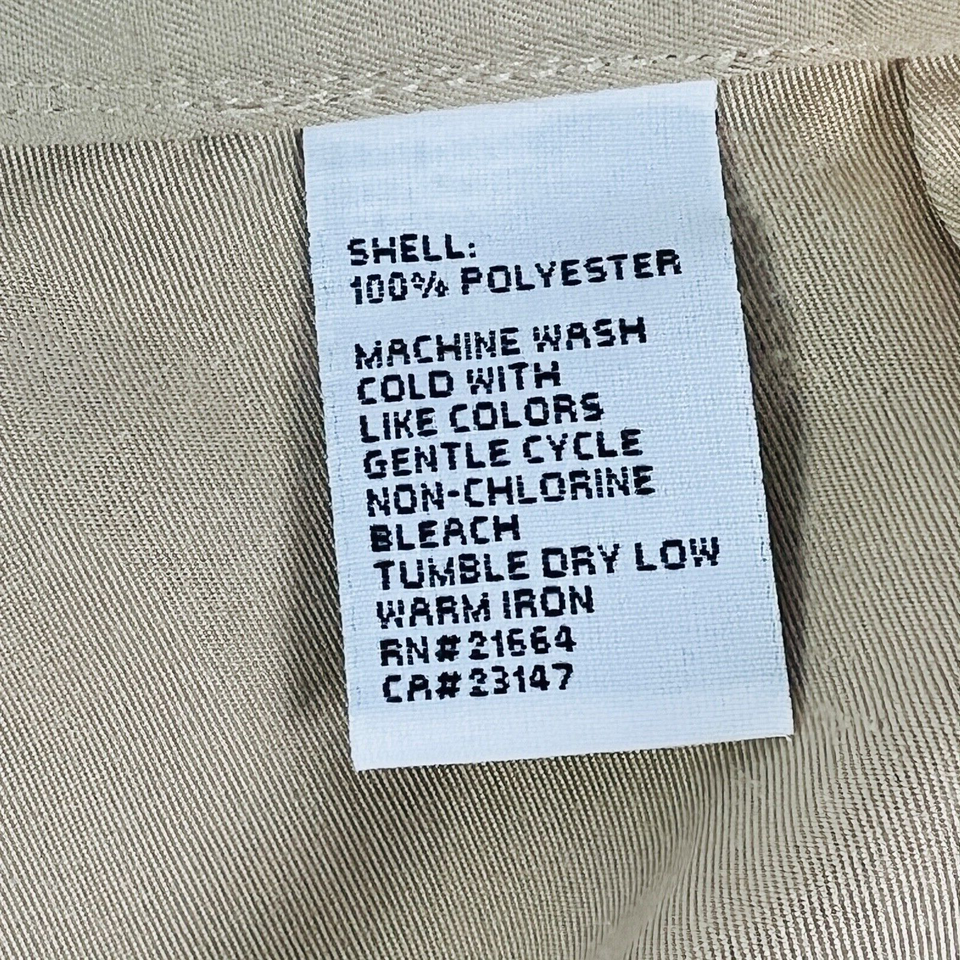 SHELL:
100% POLYESTER
MACHINE WASH
COLD WITH
LIKE COLORS
GENTLE CYCLE
NON-CHLORINE
BLEACH
TUMBLE DRY LOW
WARM IRON
RN#21664
CA#23147